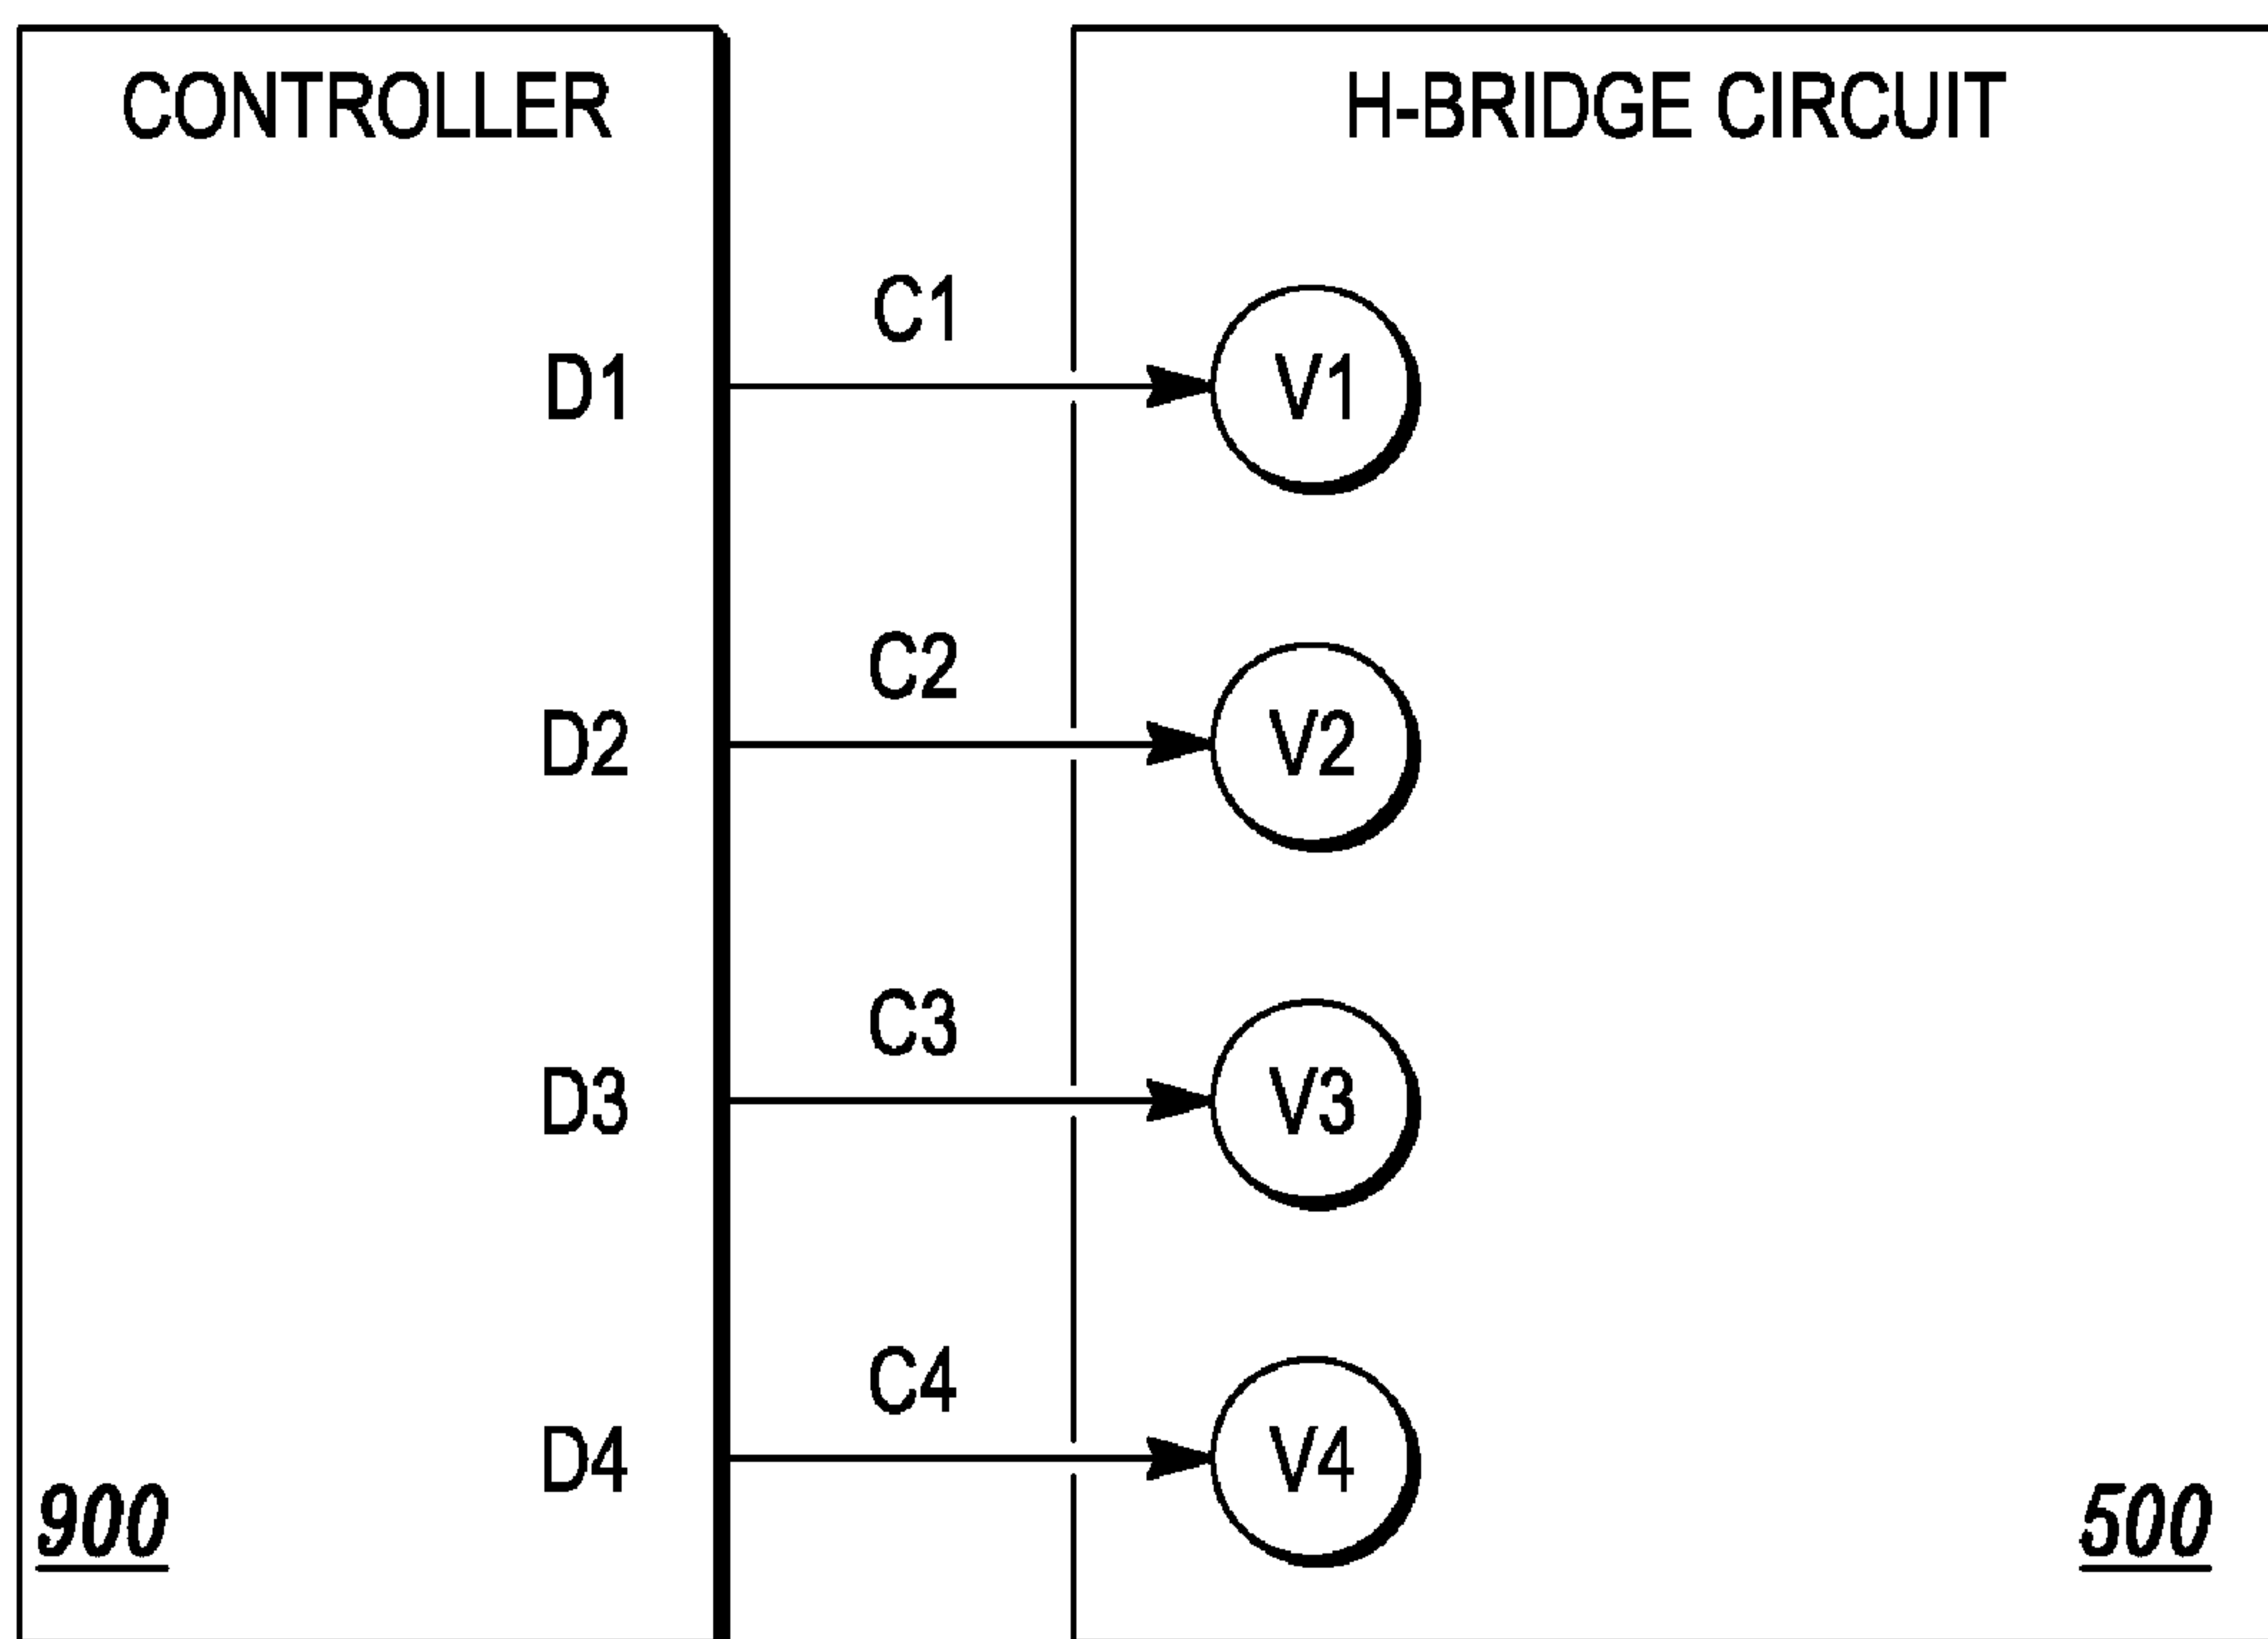 CONTROLLER
H-BRIDGE CIRCUIT
C1
D1
V1
C2
D2
V2
C3
D3
V3
C4
D4
V4
900
500